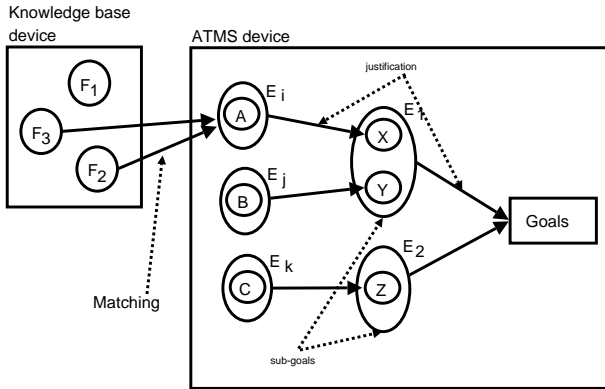 Knowledge base
device
ATMS device
F1
F3
F2
Matching
justification
A
E i
B
E j
C
E k
X
Y
E 1
Z
E 2
Goals
sub-goals